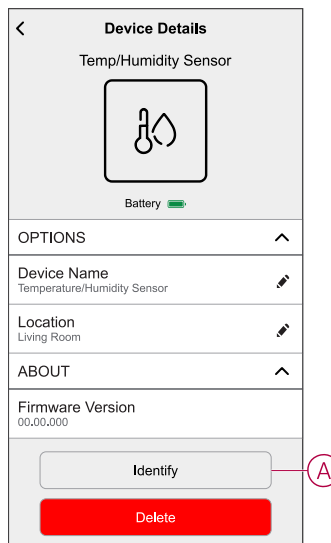 Device Details
Temp/Humidity Sensor
Battery
OPTIONS
Device Name
Temperature/Humidity Sensor
Location
Living Room
ABOUT
Firmware Version
00.00.000
Identify
A
Delete